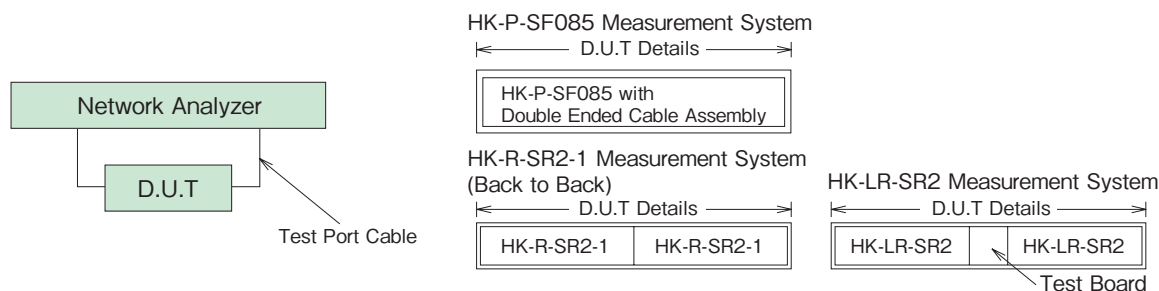 Network Analyzer
D.U.T
Test Port Cable
HK-P-SF085 Measurement System
D.U.T Details
HK-P-SF085 with
Double Ended Cable Assembly
HK-R-SR2-1 Measurement System
(Back to Back)
D.U.T Details
HK-R-SR2-1 HK-R-SR2-1
HK-LR-SR2 Measurement System
D.U.T Details
HK-LR-SR2 HK-LR-SR2
Test Board